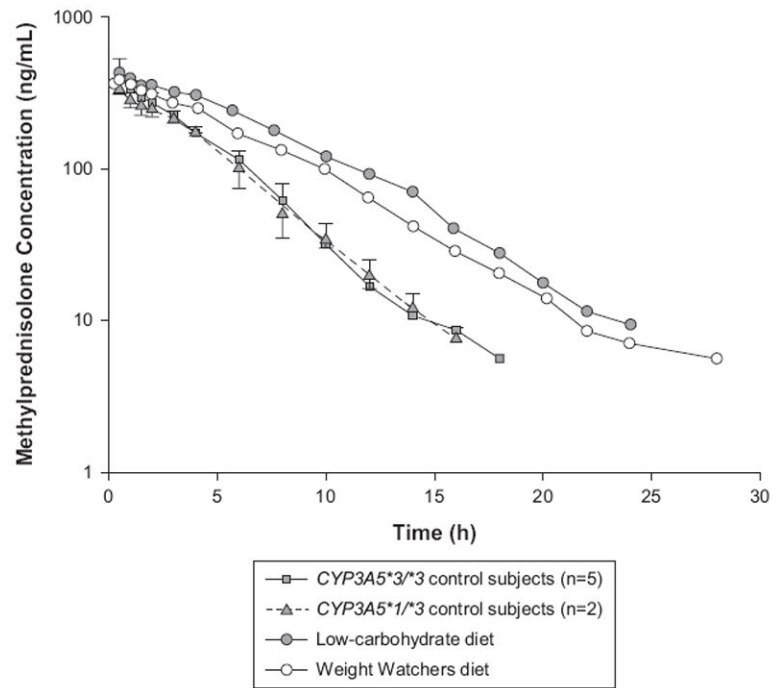 1000
100
10
1
Methylprednisolone Concentration (ng/mL)
0 5 10 15 20 25 30
Time (h)
CYP3A5*3/*3 control subjects (n=5)
CYP3A5*1/*3 control subjects (n=2)
Low-carbohydrate diet
Weight Watchers diet